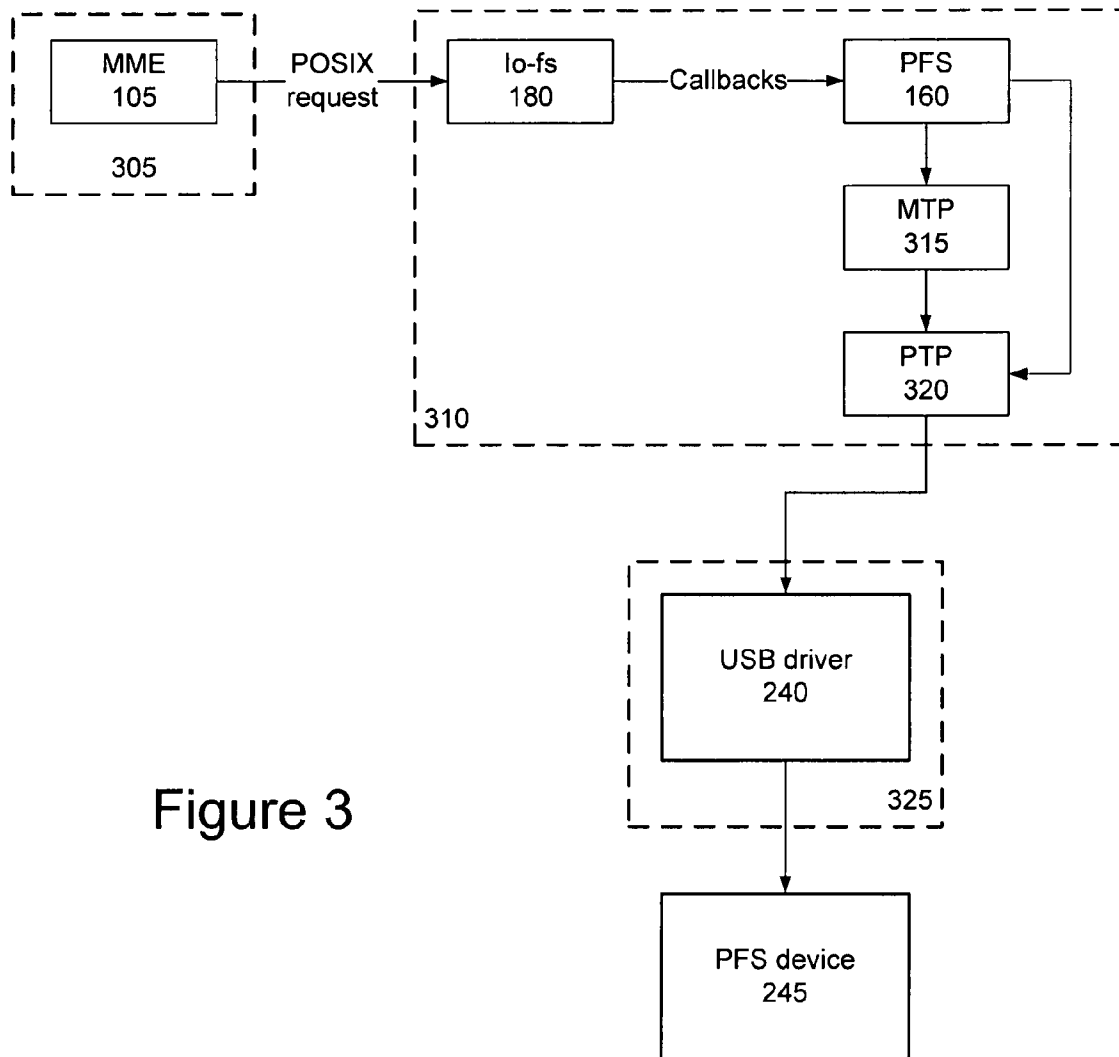 MME
105
305
POSIX
request
Io-fs
180
Callbacks
PFS
160
MTP
315
PTP
320
310
USB driver
240
325
Figure 3
PFS device
245